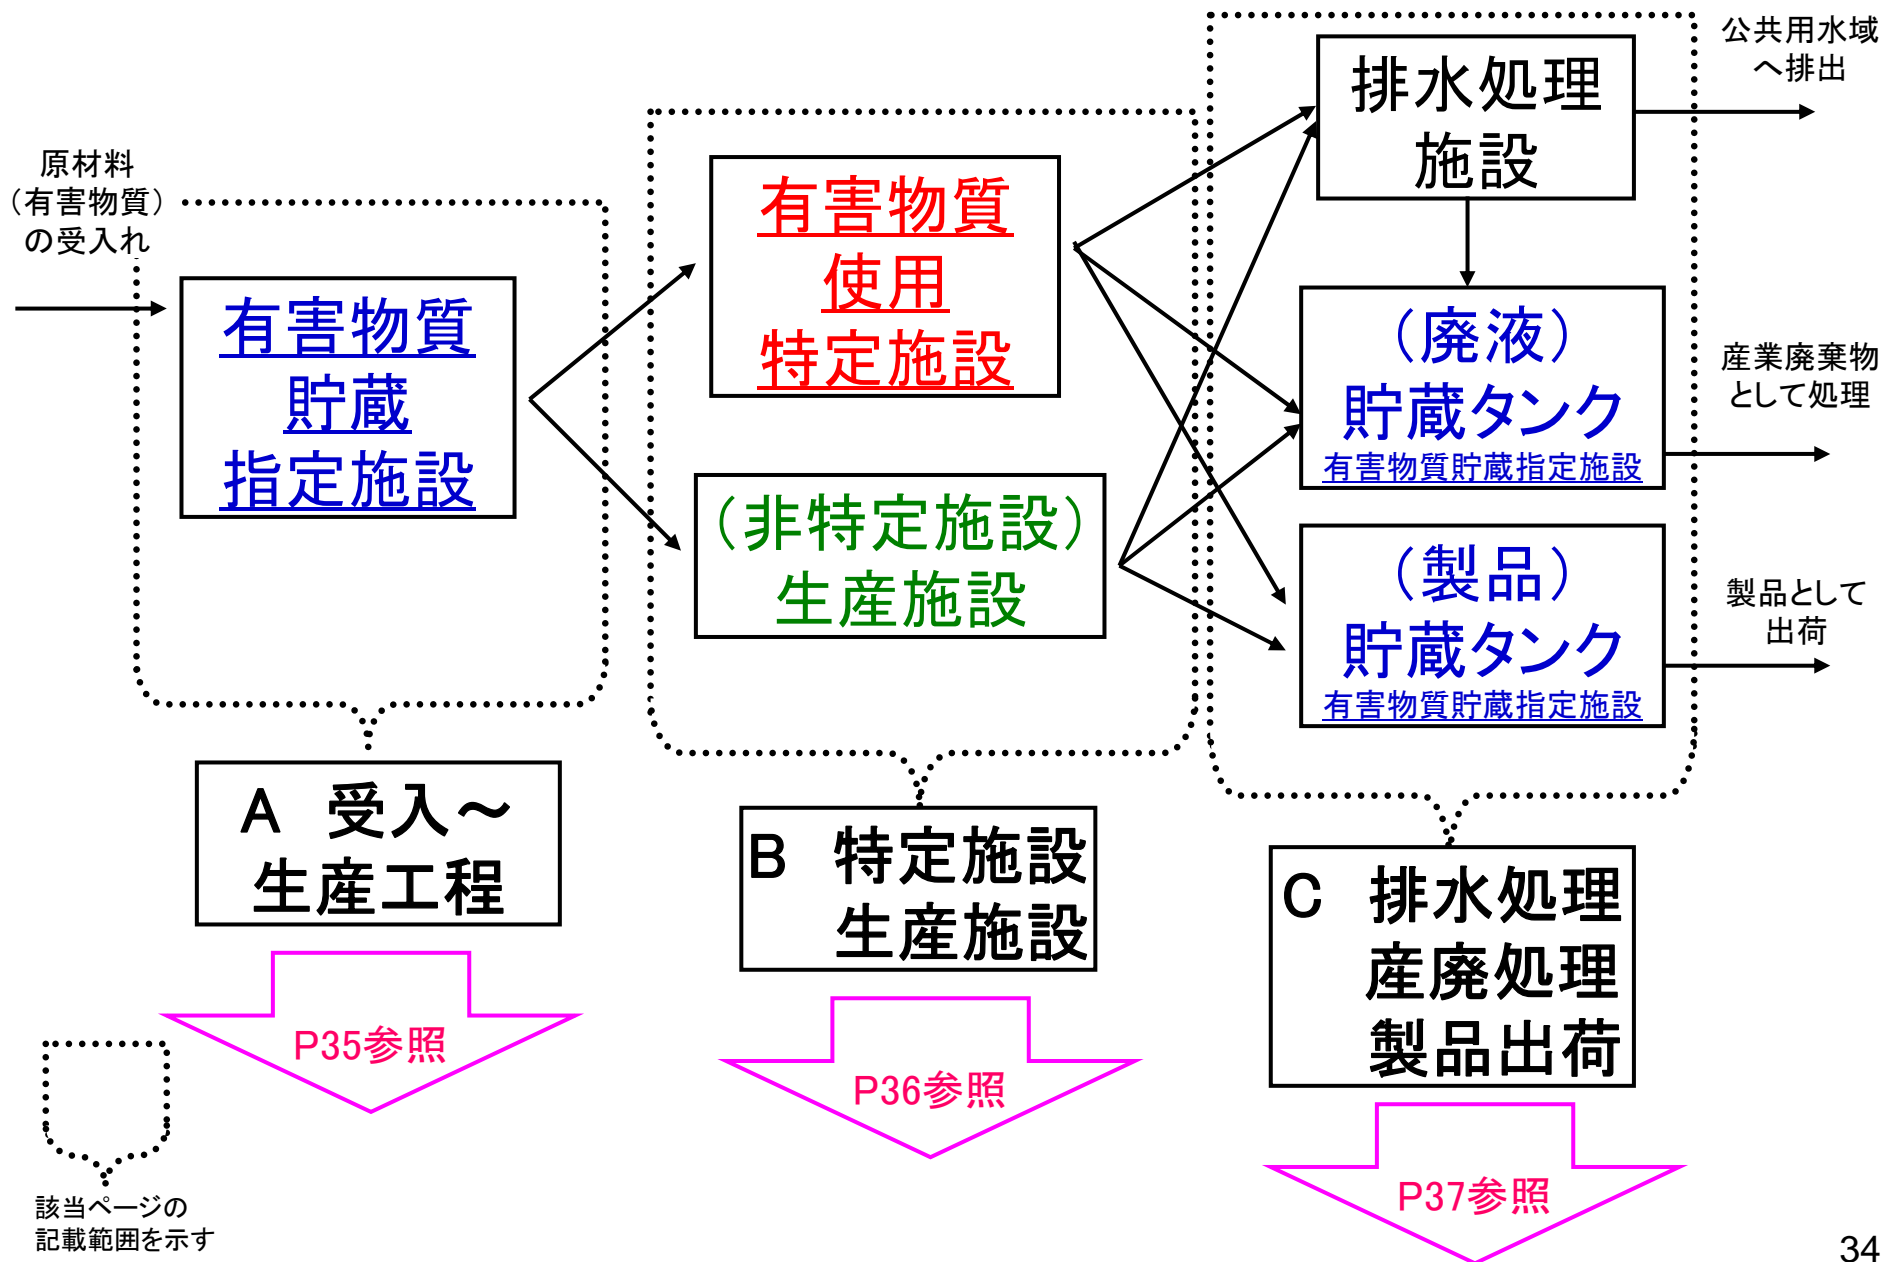 原材料
（有害物質）
の受入れ
有害物質
貯蔵
指定施設
A　受入～
生産工程
P35参照
有害物質
使用
特定施設
（非特定施設）
生産施設
B　特定施設
生産施設
P36参照
排水処理
施設
（廃液）
貯蔵タンク
有害物質貯蔵指定施設
（製品）
貯蔵タンク
有害物質貯蔵指定施設
C　排水処理
産廃処理
製品出荷
P37参照
公共用水域
へ排出
産業廃棄物
として処理
製品として
出荷
該当ページの
記載範囲を示す
34